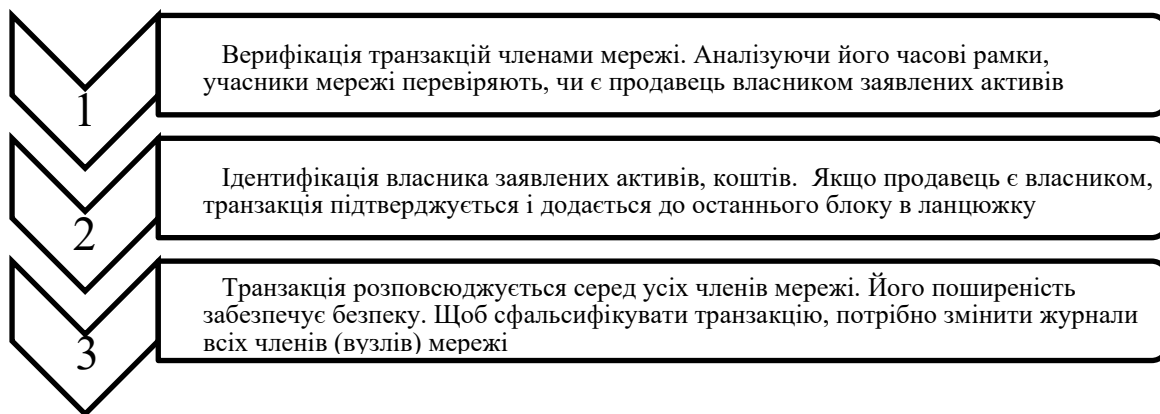 1
Верифікація транзакцій членами мережі. Аналізуючи його часові рамки,
учасники мережі перевіряють, чи є продавець власником заявлених активів
2
Ідентифікація власника заявлених активів, коштів. Якщо продавець є власником,
транзакція підтверджується і додається до останнього блоку в ланцюжку
3
Транзакція розповсюджується серед усіх членів мережі. Його поширеність
забезпечує безпеку. Щоб сфальсифікувати транзакцію, потрібно змінити журнали
всіх членів (вузлів) мережі